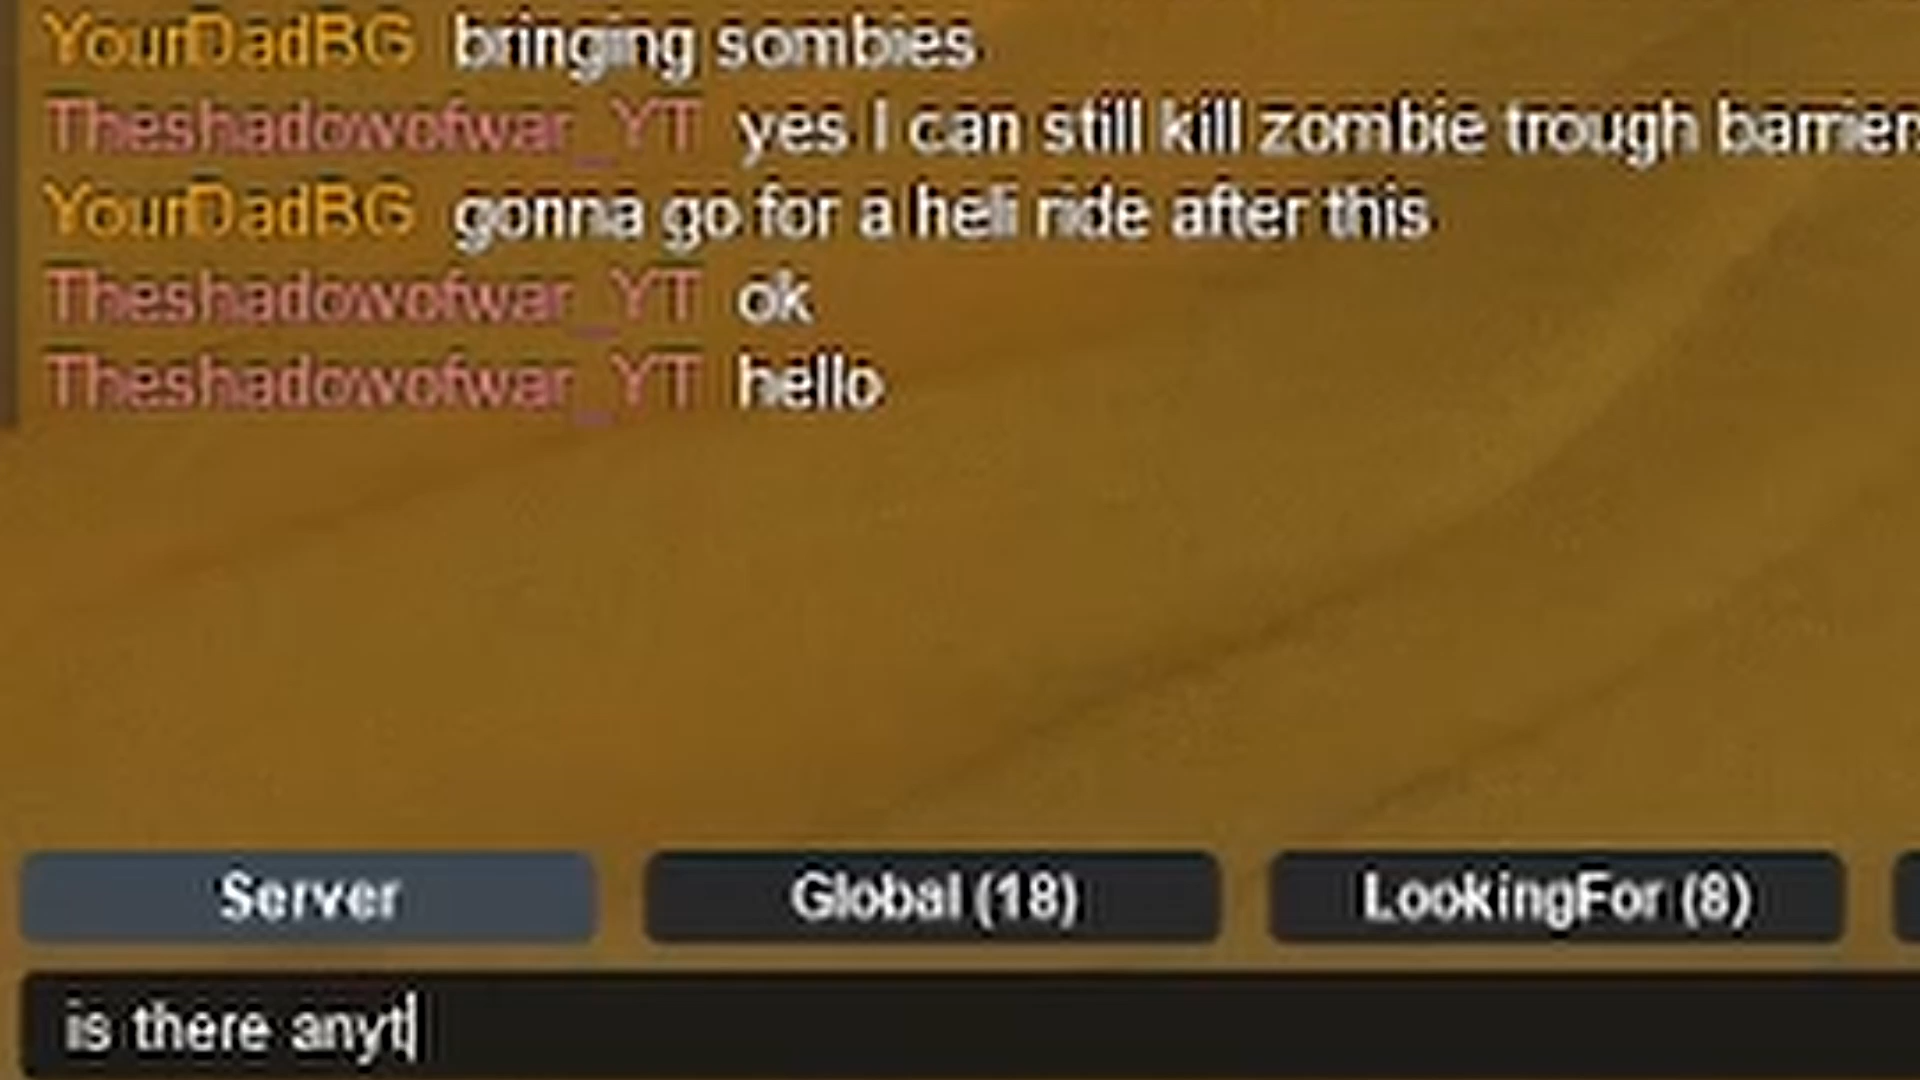 YourDadBG bringing sombies
Theshadowofwar_YT yes I can still kill zombie trough barrier
YourDadBG gonna go for a heli ride after this
Theshadowofwar_YT ok
Theshadowofwar_YT hello
Server Global (18) LookingFor (8)
is there anyt